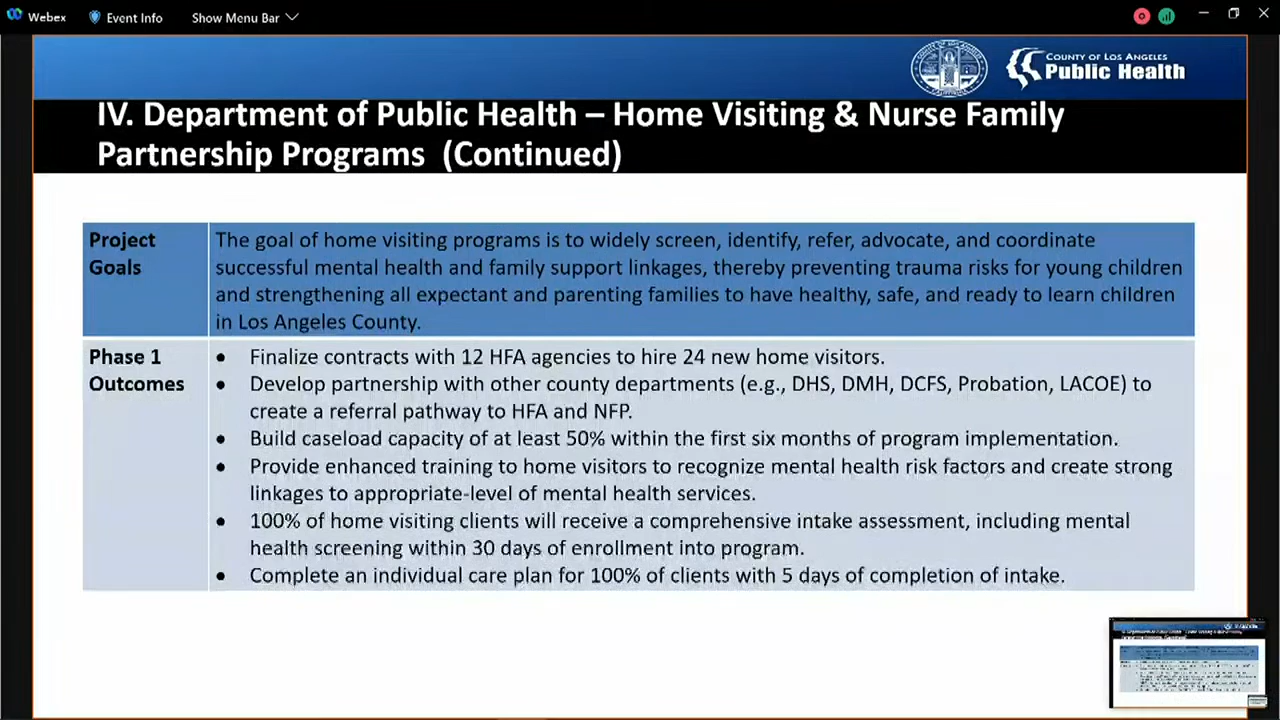 Webex
Event Info
Show Menu Bar
COUNTY OF LOS ANGELES
Public Health
IV. Department of Public Health – Home Visiting & Nurse Family
Partnership Programs (Continued)
Project
Goals
The goal of home visiting programs is to widely screen, identify, refer, advocate, and coordinate
successful mental health and family support linkages, thereby preventing trauma risks for young children
and strengthening all expectant and parenting families to have healthy, safe, and ready to learn children
in Los Angeles County.
Phase 1
Outcomes
• Finalize contracts with 12 HFA agencies to hire 24 new home visitors.
• Develop partnership with other county departments (e.g., DHS, DMH, DCFS, Probation, LACOE) to
create a referral pathway to HFA and NFP.
• Build caseload capacity of at least 50% within the first six months of program implementation.
• Provide enhanced training to home visitors to recognize mental health risk factors and create strong
linkages to appropriate-level of mental health services.
• 100% of home visiting clients will receive a comprehensive intake assessment, including mental
health screening within 30 days of enrollment into program.
• Complete an individual care plan for 100% of clients with 5 days of completion of intake.